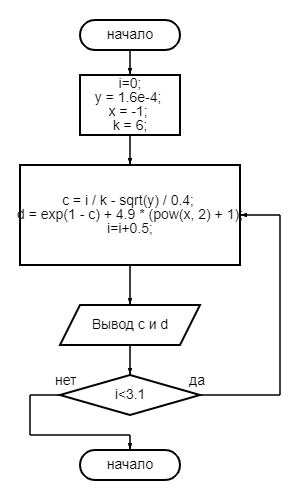 начало
i=0;
y = 1.6e-4;
x = -1;
k = 6;
c = i / k - sqrt(y) / 0.4;
d = exp(1 - c) + 4.9 * (pow(x, 2) + 1)
i=i+0.5;
Вывод c и d
нет
да
i<3.1
начало